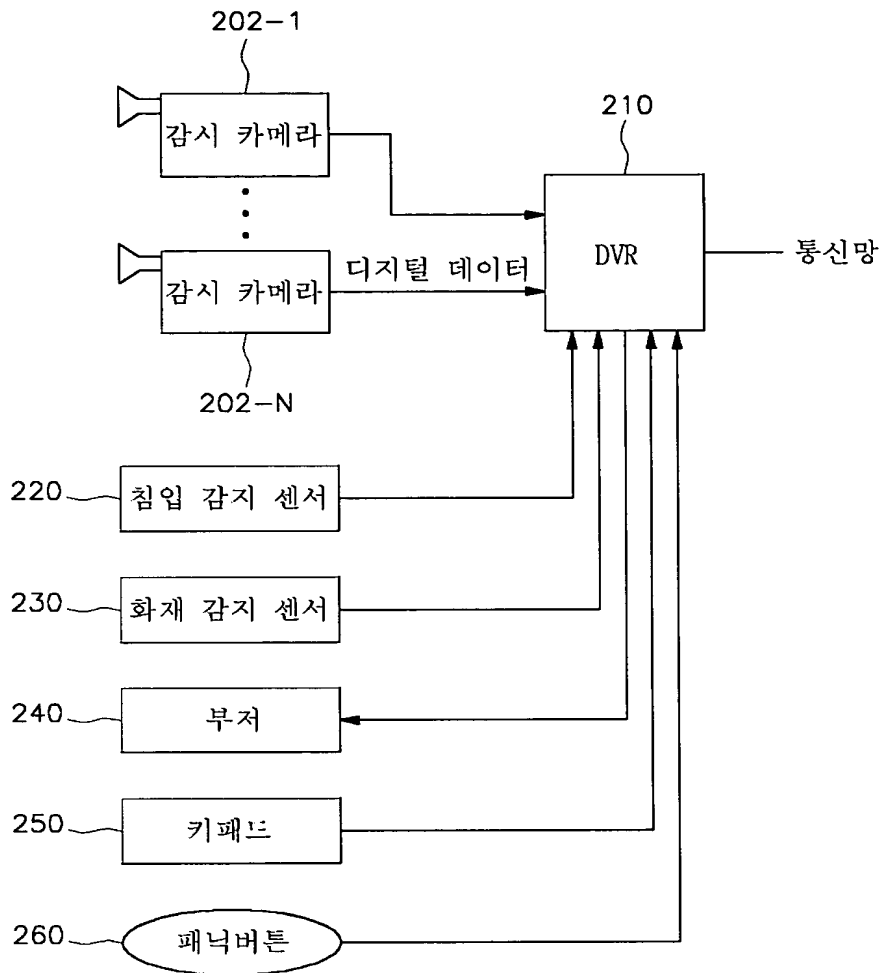 202-1
감시 카메라
210
DVR
통신망
디지털 데이터
감시 카메라
202-N
220
침입 감지 센서
230
화재 감지 센서
240
부저
250
키패드
260
패닉버튼